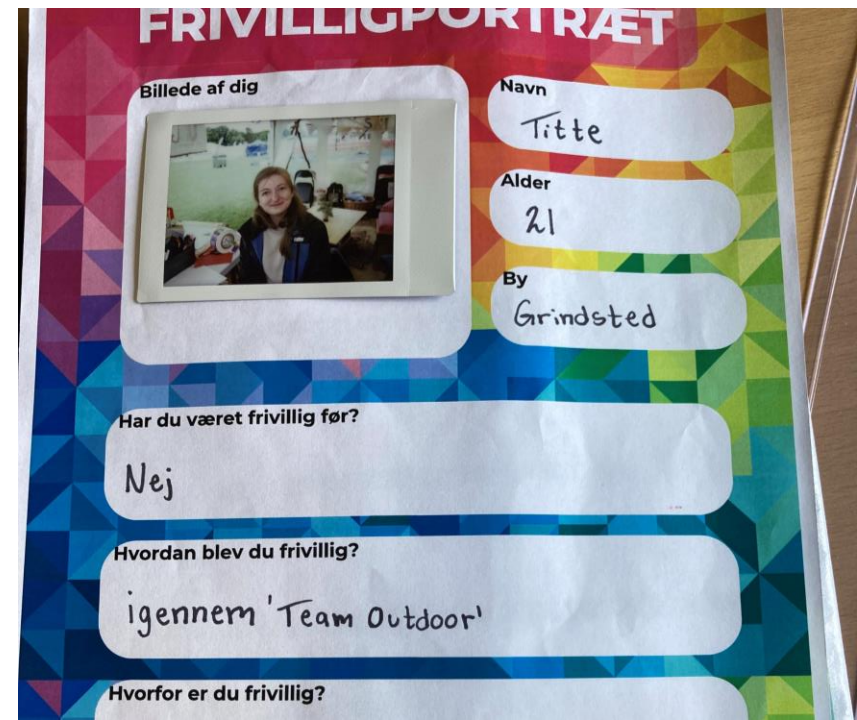 FRIVILLIGPORTRÆT
Billede af dig
Navn
Titte
Alder
21
By
Grindsted
Har du været frivillig før?
Nej
Hvordan blev du frivillig?
igennem 'Team Outdoor'
Hvorfor er du frivillig?